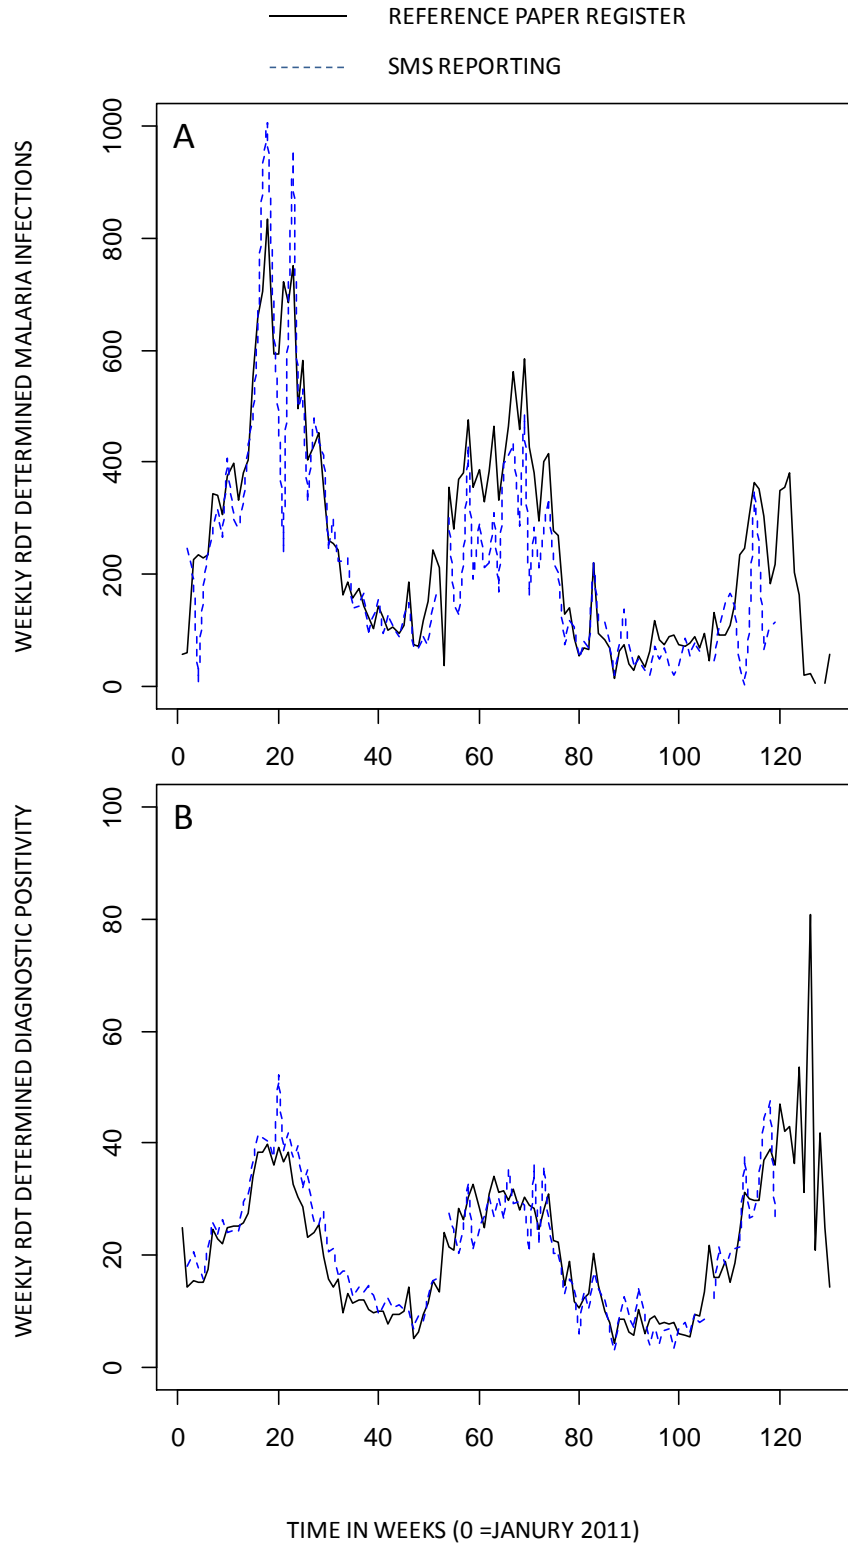 REFERENCE PAPER REGISTER
SMS REPORTING
WEEKLY RDT DETERMINED MALARIA INFECTIONS
A
1000
800
600
400
200
0
0 20 40 60 80 100 120
WEEKLY RDT DETERMINED DIAGNOSTIC POSITIVITY
B
100
80
60
40
20
0
0 20 40 60 80 100 120
TIME IN WEEKS (0 =JANURY 2011)